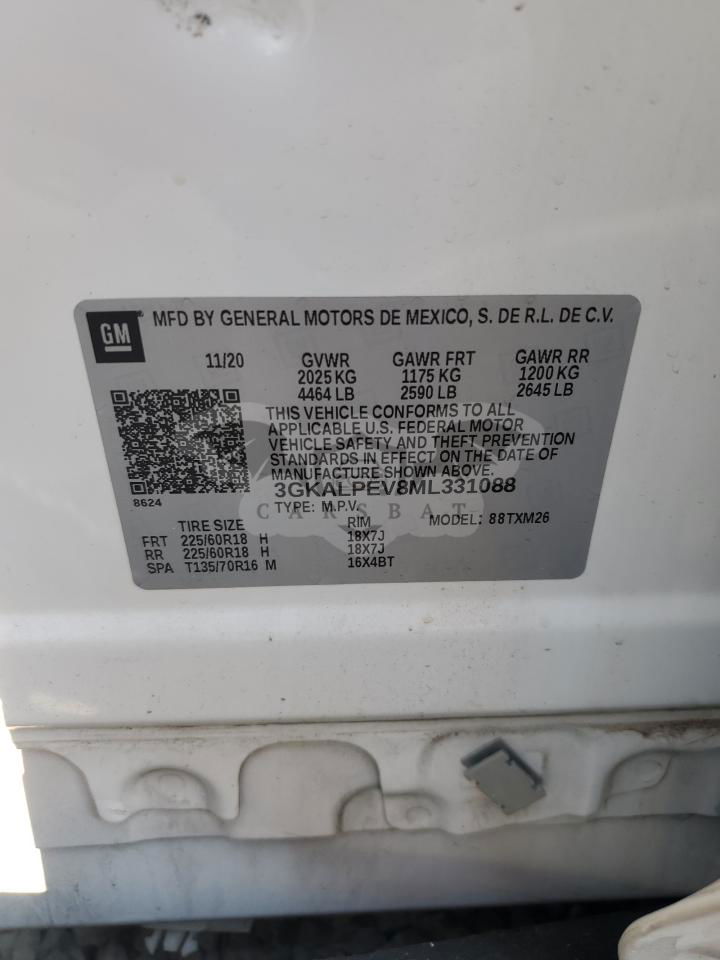 GM® MFD BY GENERAL MOTORS DE MEXICO, S. DE R.L. DE C.V.
11/20 GVWR GAWR FRT GAWR RR
2025 KG 1175 KG 1200 KG
4464 LB 2590 LB 2645 LB
THIS VEHICLE CONFORMS TO ALL
APPLICABLE U.S. FEDERAL MOTOR
VEHICLE SAFETY AND THEFT PREVENTION
STANDARDS IN EFFECT ON THE DATE OF
MANUFACTURE SHOWN ABOVE.
3GKALPEV8ML331088
8624
TYPE: M.P.V. MODEL: 88TXM26
CARSBAT
TIRE SIZE RIM
FRT 225/60R18 H 18X7J
RR 225/60R18 H 18X7J
SPA T135/70R16 M 16X4BT